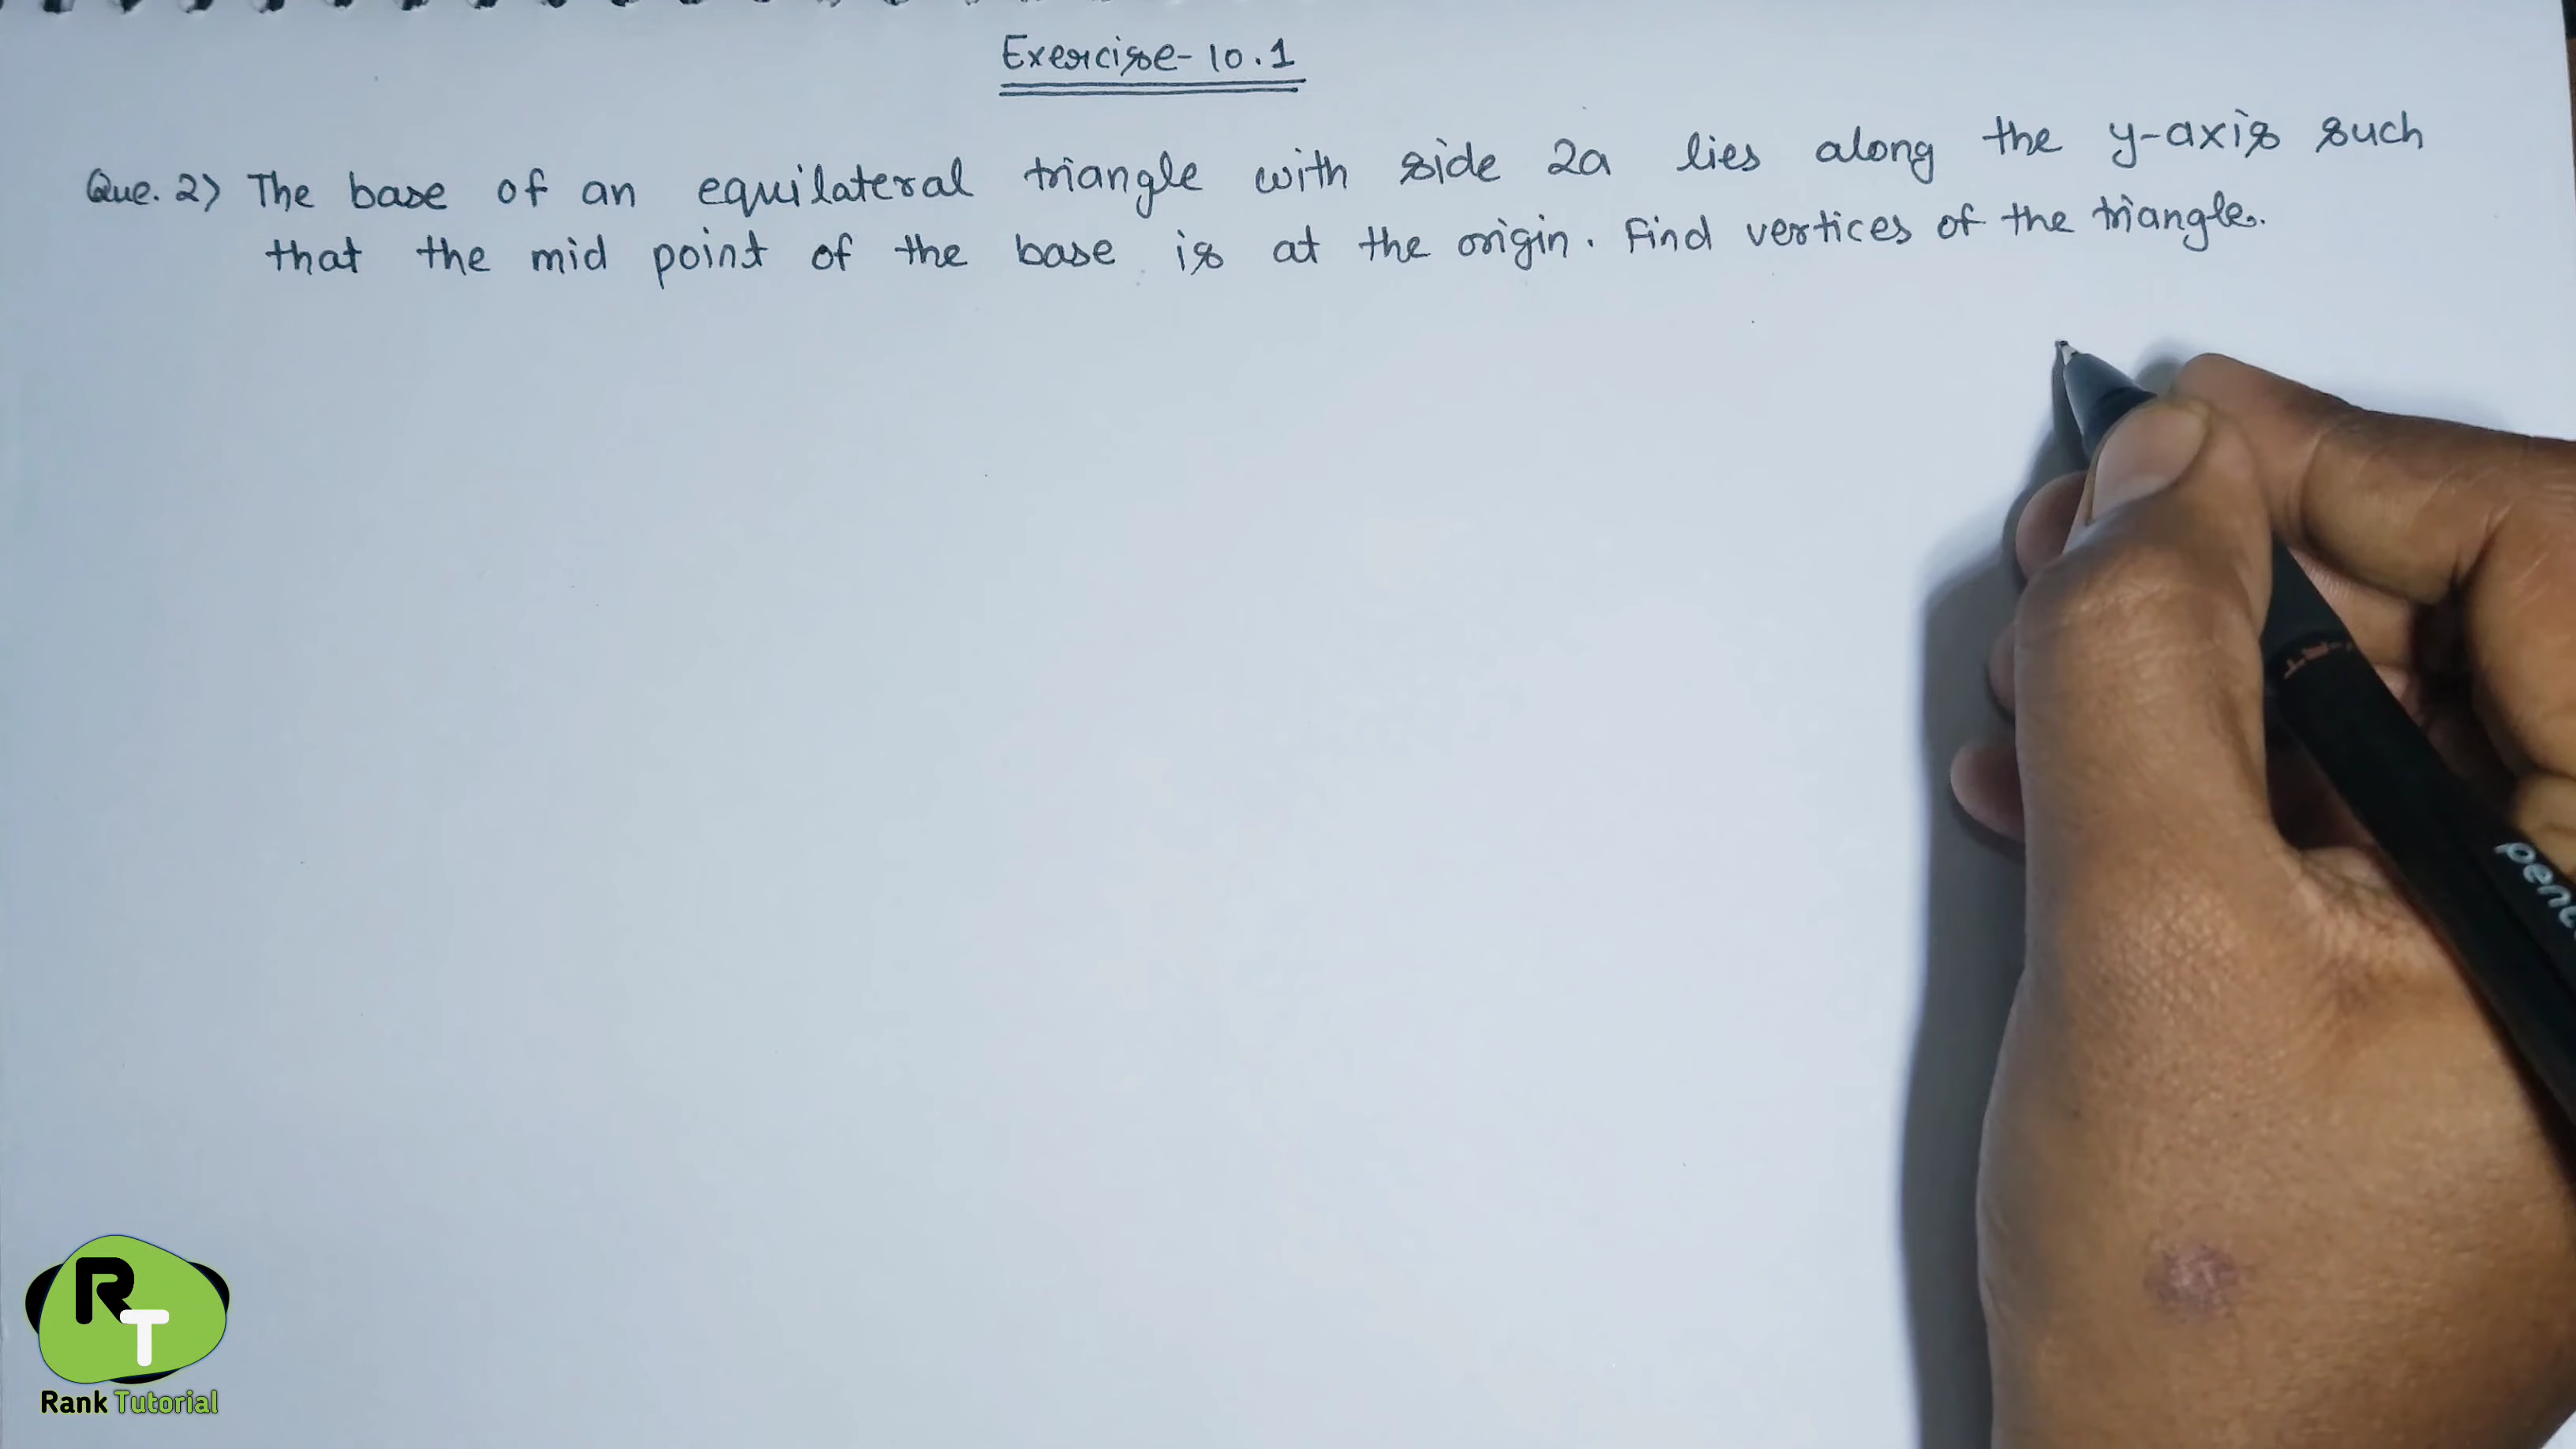 Exercise-10.1
Que. 2) The base of an equilateral triangle with side 2a lies along the y-axis such
that the mid point of the base is at the origin. Find vertices of the triangle.
RT
Rank Tutorial